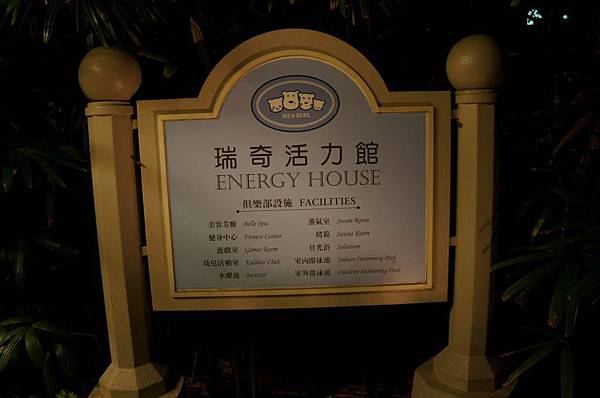 RICH BEAR
瑞奇活力館
ENERGY HOUSE
俱樂部設施 FACILITIES
美容芳療 Belle Spa
健身中心 Fitness Center
遊戲室 Games Room
幼兒活動室 Kiddies' Club
水療池 Jacuzzi
蒸氣室 Steam Room
烤箱 Sauna Room
日光浴 Solarium
室內游泳池 Indoor Swimming Pool
室外游泳池 Outdoor Swimming Pool